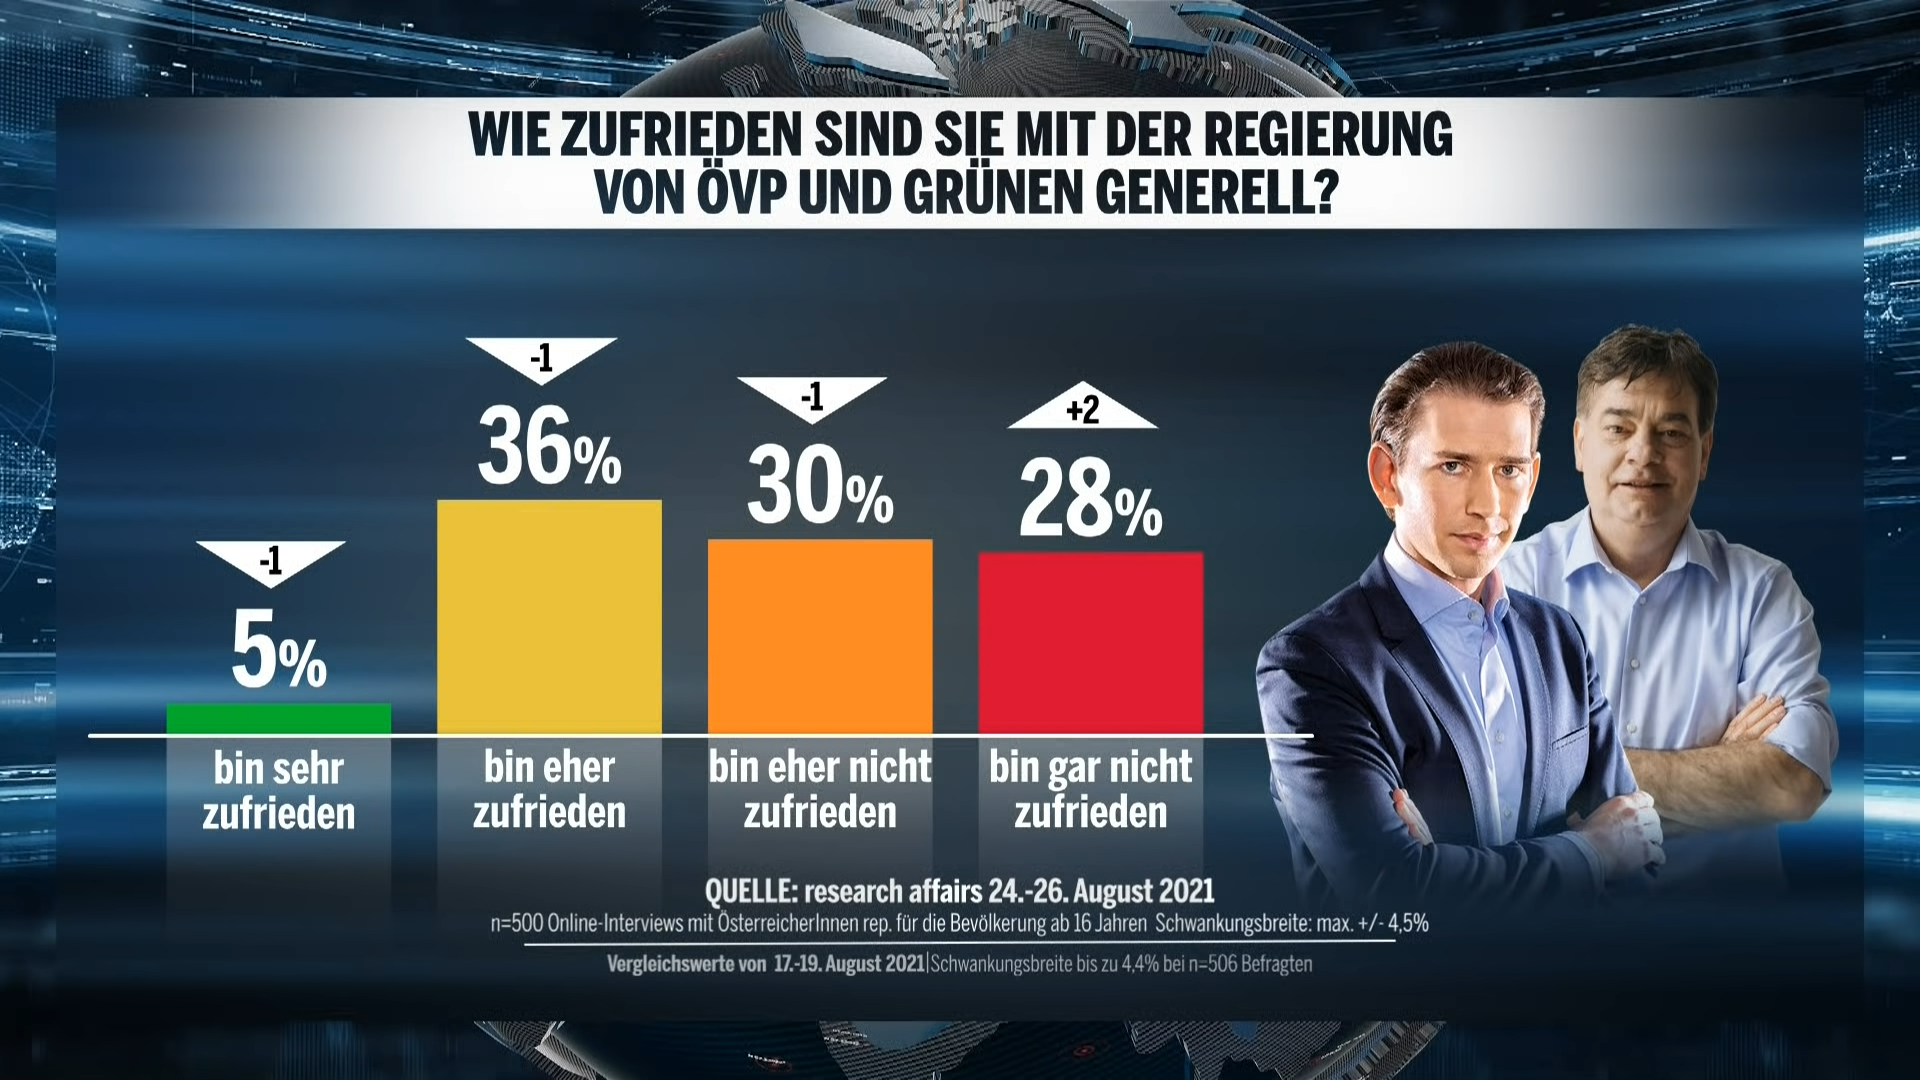 WIE ZUFRIEDEN SIND SIE MIT DER REGIERUNG
VON ÖVP UND GRÜNEN GENERELL?
-1
5%
bin sehr
zufrieden
-1
36%
bin eher
zufrieden
-1
30%
bin eher nicht
zufrieden
+2
28%
bin gar nicht
zufrieden
QUELLE: research affairs 24.-26. August 2021
n=500 Online-Interviews mit ÖsterreicherInnen rep. für die Bevölkerung ab 16 Jahren Schwankungsbreite: max. +/- 4,5%
Vergleichswerte von 17.-19. August 2021|Schwankungsbreite bis zu 4,4% bei n=506 Befragten